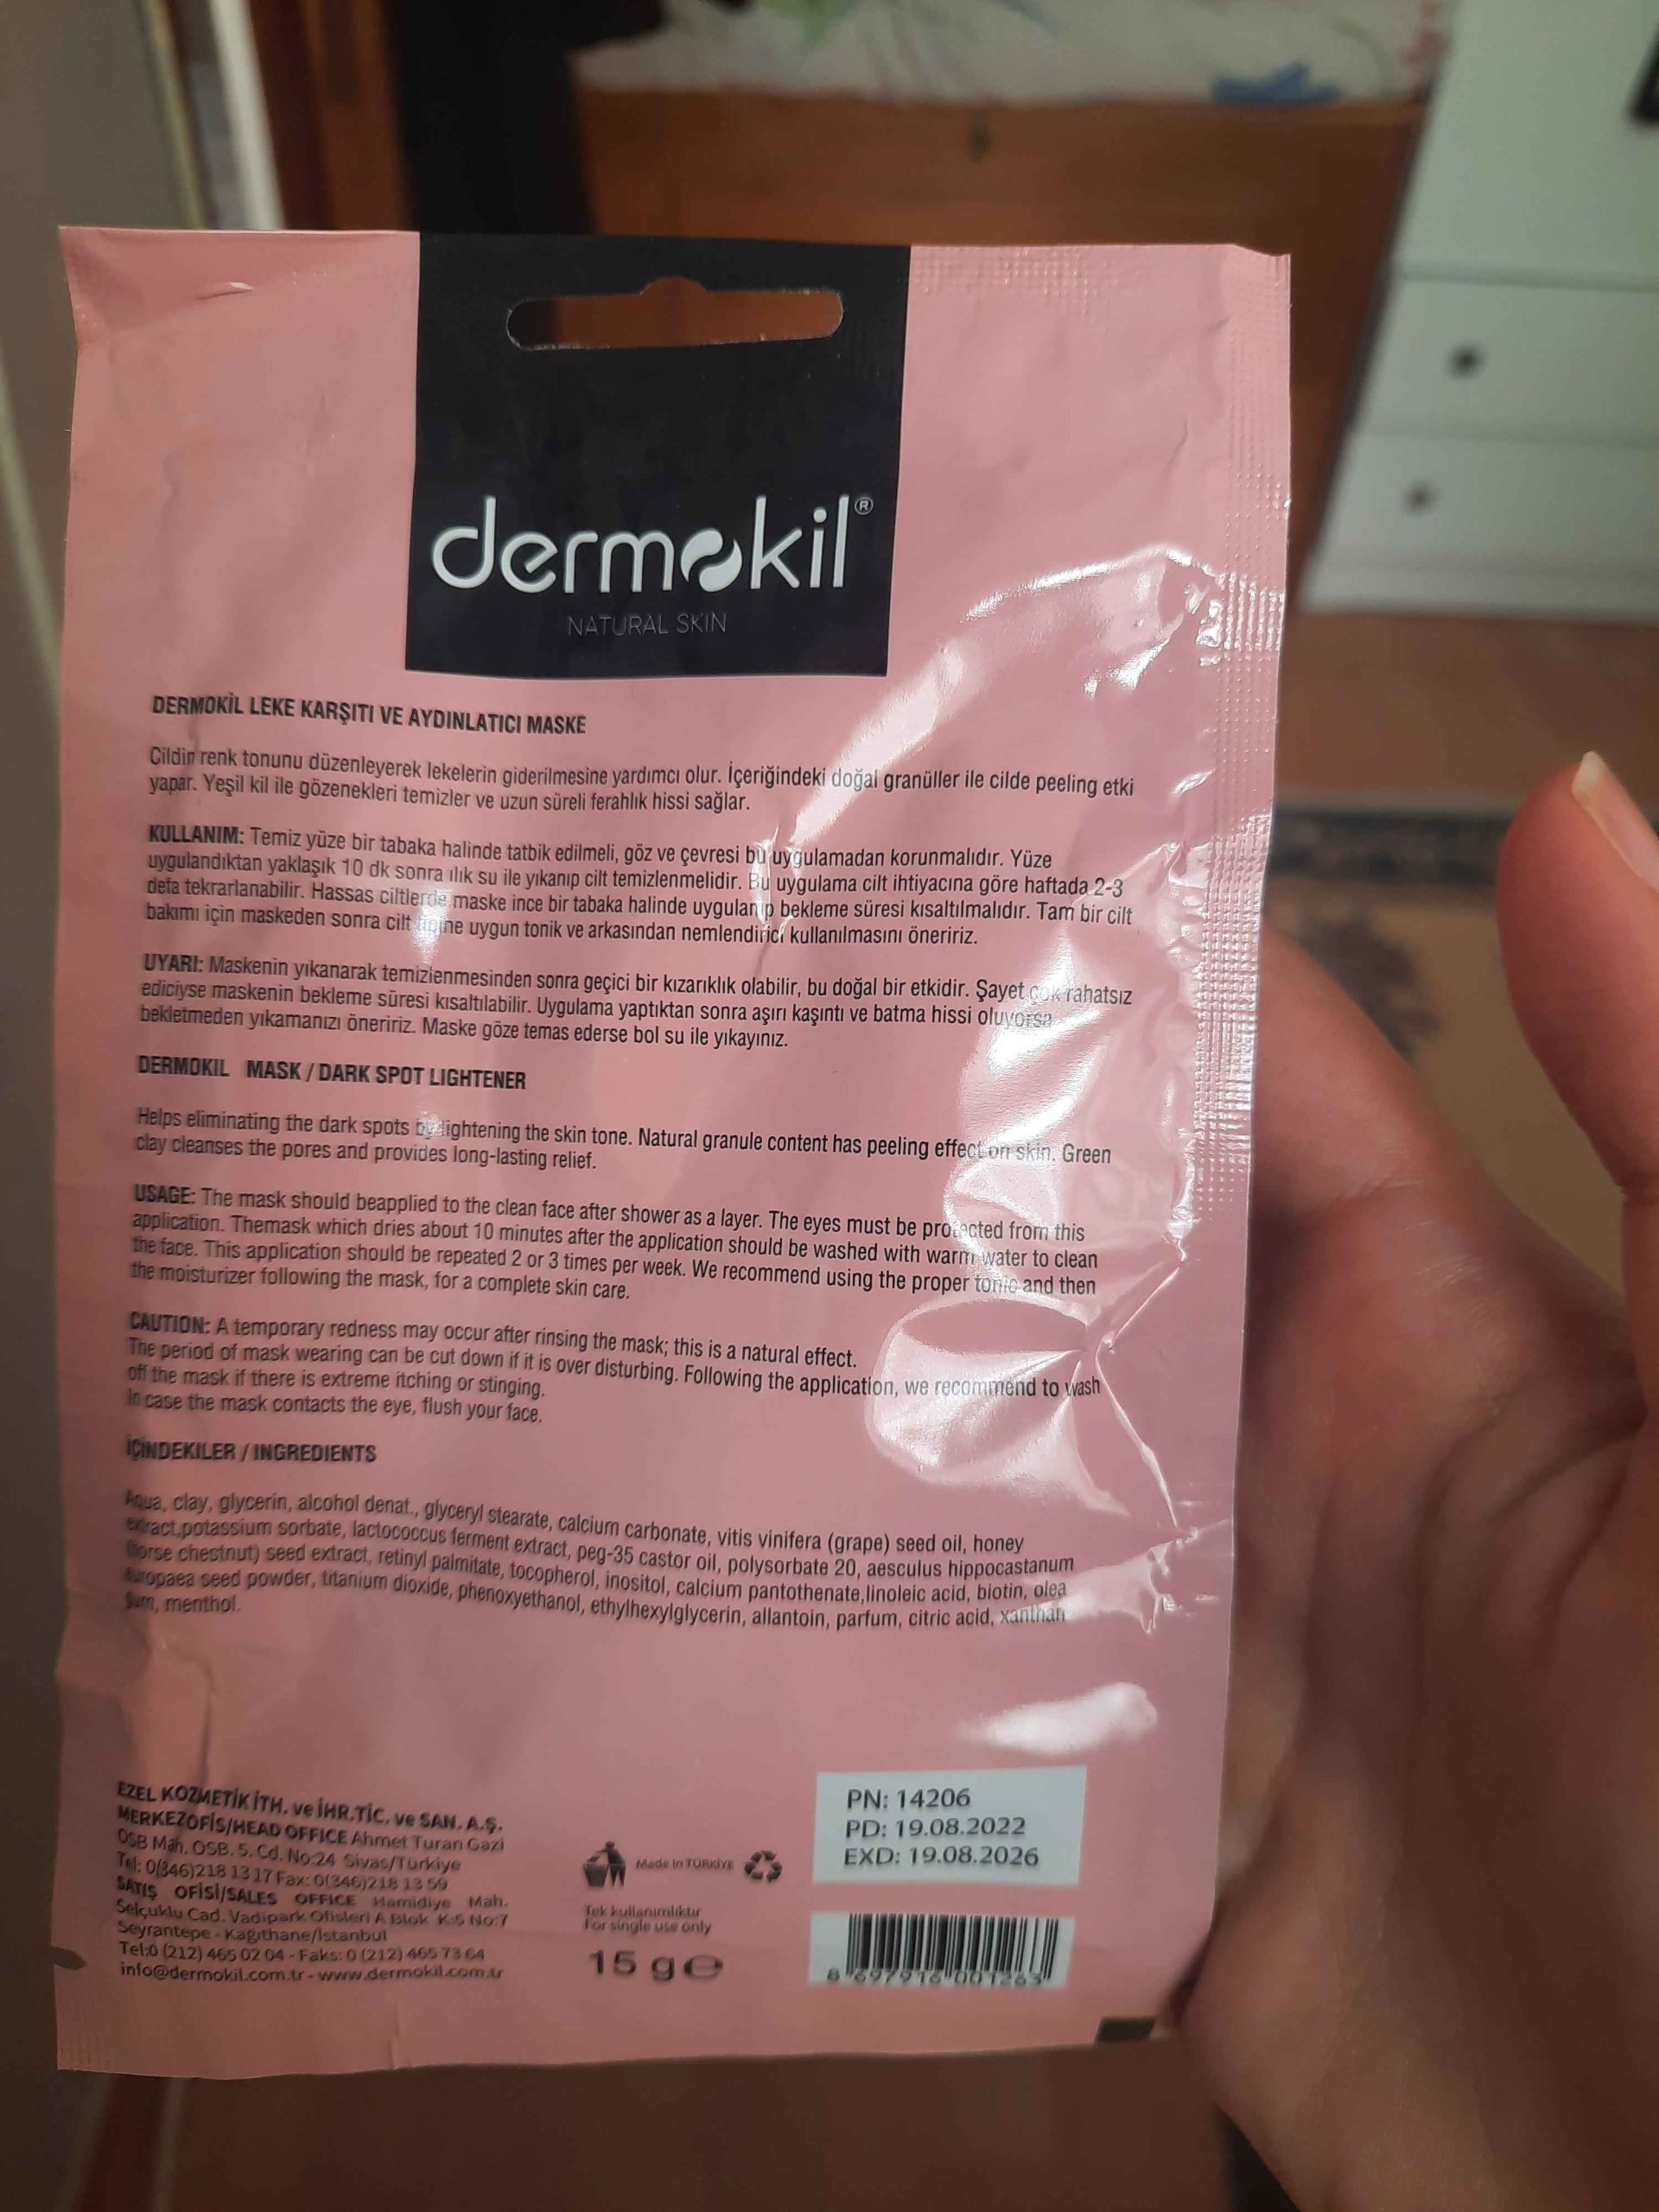 dermokil®
NATURAL SKIN
DERMOKİL LEKE KARŞITI VE AYDINLATICI MASKE
Cildin renk tonunu düzenleyerek lekelerin giderilmesine yardımcı olur. İçeriğindeki doğal granüller ile cilde peeling etki
yapar. Yeşil kil ile gözenekleri temizler ve uzun süreli ferahlık hissi sağlar.
KULLANIM: Temiz yüze bir tabaka halinde tatbik edilmeli, göz ve çevresi bu uygulamadan korunmalıdır. Yüze
uygulandıktan yaklaşık 10 dk sonra ılık su ile yıkanıp cilt temizlenmelidir. Bu uygulama cilt ihtiyacına göre haftada 2-3
defa tekrarlanabilir. Hassas ciltlerde maske ince bir tabaka halinde uygulanıp bekleme süresi kısaltılmalıdır. Tam bir cilt
bakımı için maskeden sonra cilt tipine uygun tonik ve arkasından nemlendirici kullanılmasını öneririz.
UYARI: Maskenin yıkanarak temizlenmesinden sonra geçici bir kızarıklık olabilir, bu doğal bir etkidir. Şayet çok rahatsız
ediciyse maskenin bekleme süresi kısaltılabilir. Uygulama yaptıktan sonra aşırı kaşıntı ve batma hissi oluyorsa
bekletmeden yıkamanızı öneririz. Maske göze temas ederse bol su ile yıkayınız.
DERMOKIL MASK / DARK SPOT LIGHTENER
Helps eliminating the dark spots by lightening the skin tone. Natural granule content has peeling effect on skin. Green
clay cleanses the pores and provides long-lasting relief.
USAGE: The mask should beapplied to the clean face after shower as a layer. The eyes must be protected from this
application. Themask which dries about 10 minutes after the application should be washed with warm water to clean
the face. This application should be repeated 2 or 3 times per week. We recommend using the proper tonic and then
the moisturizer following the mask, for a complete skin care.
CAUTION: A temporary redness may occur after rinsing the mask; this is a natural effect.
The period of mask wearing can be cut down if it is over disturbing. Following the application, we recommend to wash
off the mask if there is extreme itching or stinging.
In case the mask contacts the eye, flush your face.
İÇİNDEKİLER / INGREDIENTS
Aqua, clay, glycerin, alcohol denat., glyceryl stearate, calcium carbonate, vitis vinifera (grape) seed oil, honey
extract,potassium sorbate, lactococcus ferment extract, peg-35 castor oil, polysorbate 20, aesculus hippocastanum
(horse chestnut) seed extract, retinyl palmitate, tocopherol, inositol, calcium pantothenate,linoleic acid, biotin, olea
europaea seed powder, titanium dioxide, phenoxyethanol, ethylhexylglycerin, allantoin, parfum, citric acid, xanthan
gum, menthol.
EZEL KOZMETİK İTH. ve İHR.TİC. ve SAN. A.Ş.
MERKEZOFİS/HEAD OFFICE Ahmet Turan Gazi
OSB Mah. OSB. 5. Cd. No:24 Sivas/Türkiye
Tel: 0(346)218 13 17 Fax: 0(346)218 13 59
SATIŞ OFİSİ/SALES OFFICE Hamidiye Mah.
Selçuklu Cad. Vadipark Ofisleri A Blok K:5 No:7
Seyrantepe - Kağıthane/İstanbul
Tel:0 (212) 465 02 04 - Faks: 0 (212) 465 73 64
info@dermokil.com.tr - www.dermokil.com.tr
Made in TÜRKİYE
Tek kullanımlıktır
For single use only
15 g e
PN: 14206
PD: 19.08.2022
EXD: 19.08.2026
8 697916 001263